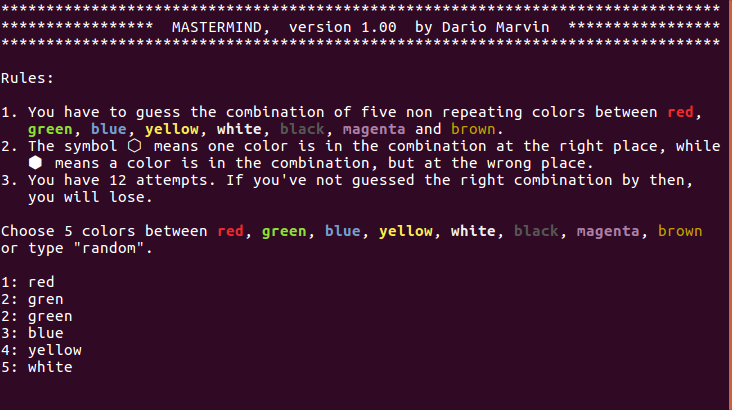 ********************************************************************************
*****************  MASTERMIND,  version 1.00  by Dario Marvin  *****************
********************************************************************************
Rules:
1. You have to guess the combination of five non repeating colors between red,
green, blue, yellow, white, black, magenta and brown.
2. The symbol ⬡ means one color is in the combination at the right place, while
⬢ means a color is in the combination, but at the wrong place.
3. You have 12 attempts. If you've not guessed the right combination by then,
you will lose.
Choose 5 colors between red, green, blue, yellow, white, black, magenta, brown
or type "random".
1: red
2: gren
2: green
3: blue
4: yellow
5: white